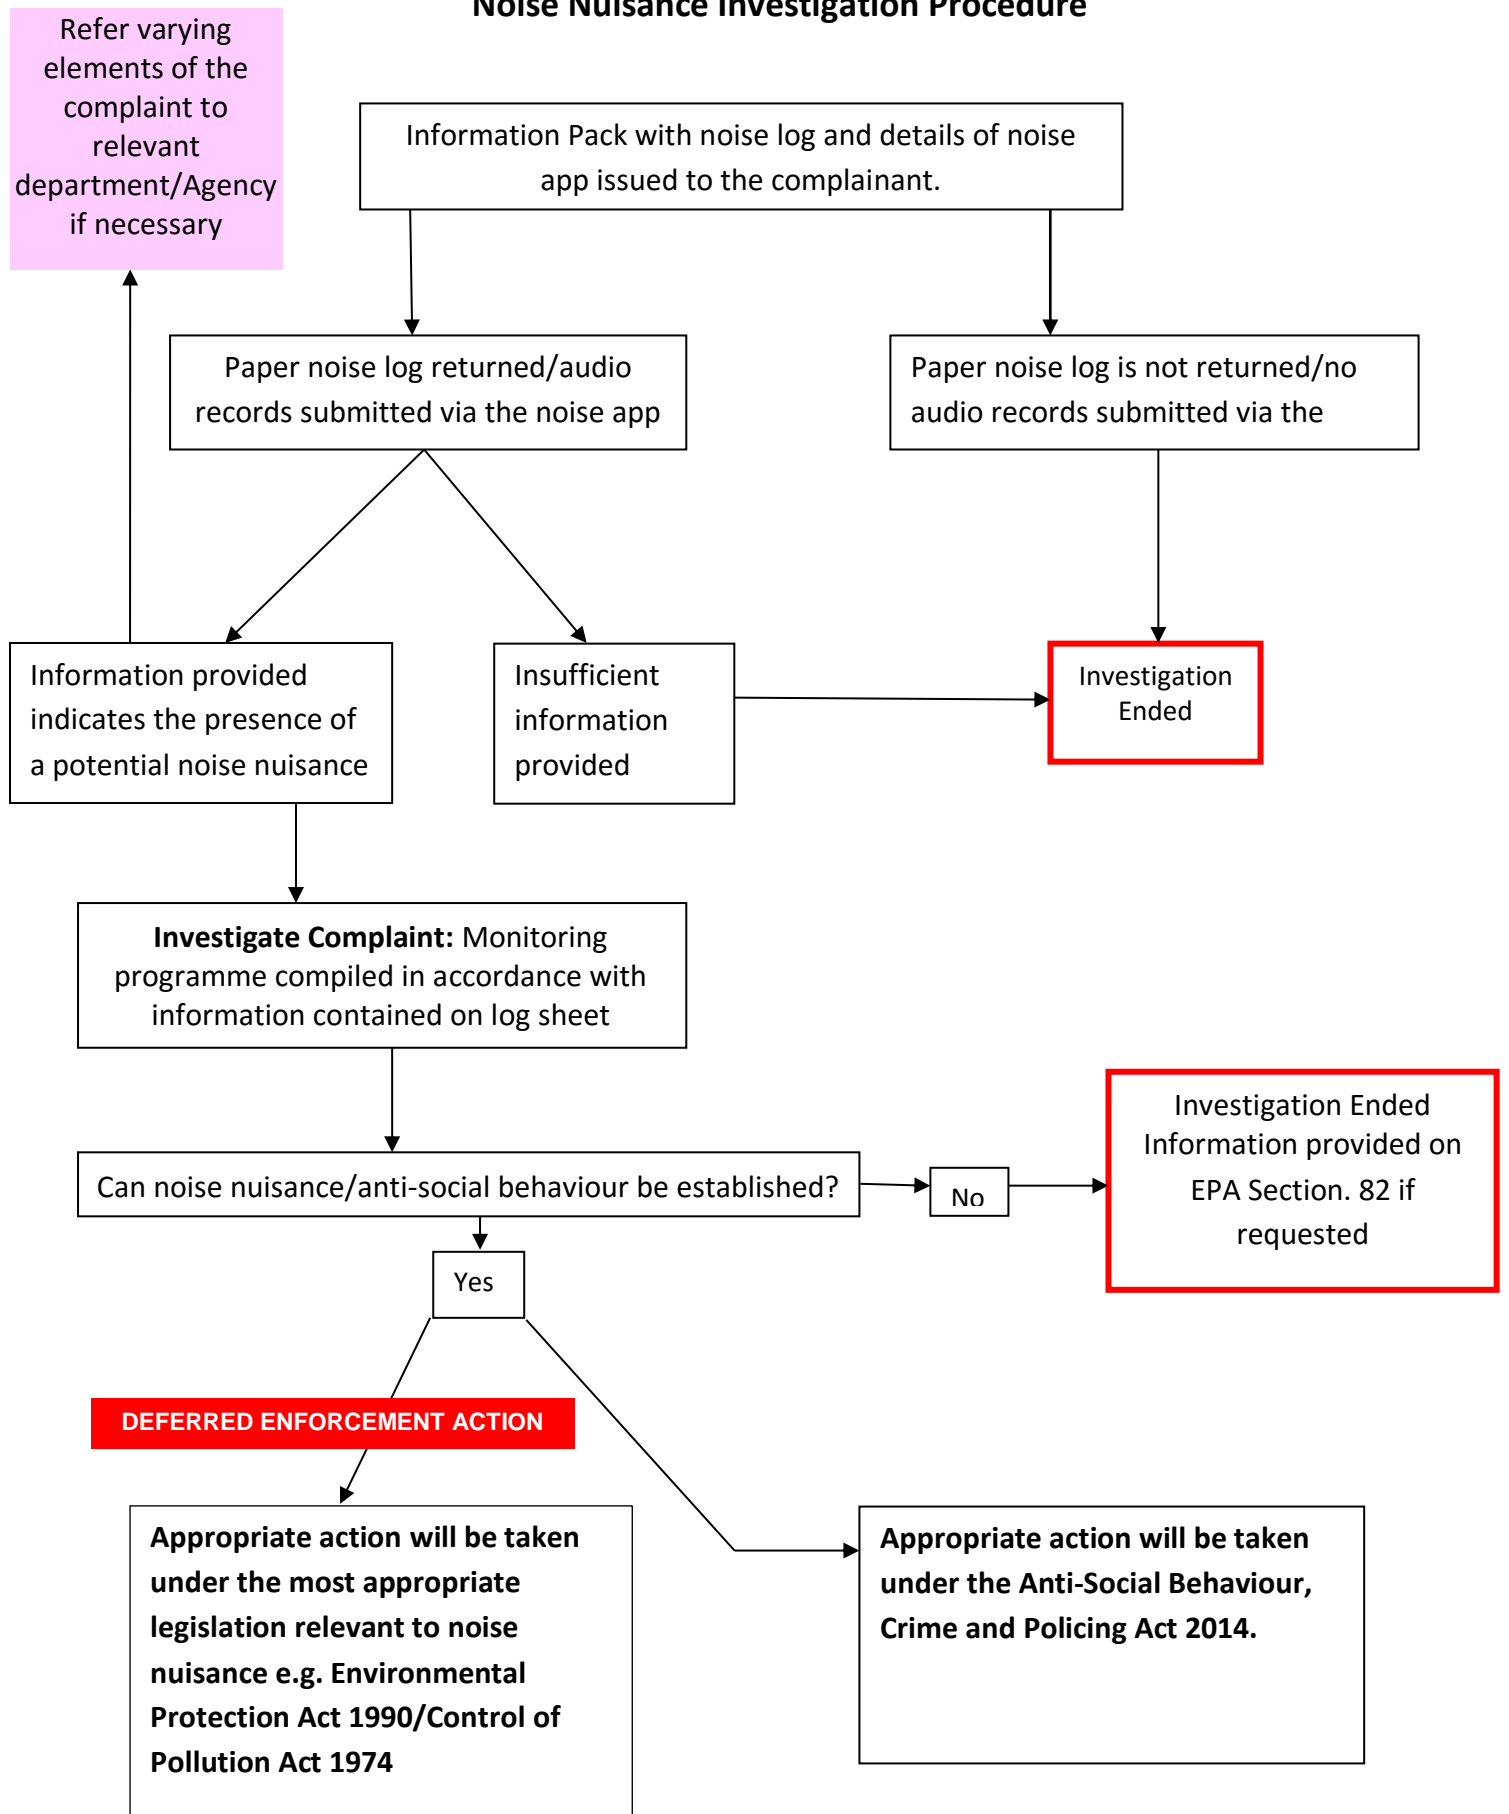 Noise Nuisance Investigation Procedure
Refer varying
elements of the
complaint to
relevant
department/Agency
if necessary
Information Pack with noise log and details of noise
app issued to the complainant.
Paper noise log returned/audio
records submitted via the noise app
Paper noise log is not returned/no
audio records submitted via the
Information provided
indicates the presence of
a potential noise nuisance
Insufficient
information
provided
Investigation
Ended
Investigate Complaint: Monitoring
programme compiled in accordance with
information contained on log sheet
Can noise nuisance/anti-social behaviour be established?
No
Investigation Ended
Information provided on
EPA Section. 82 if
requested
Yes
DEFERRED ENFORCEMENT ACTION
Appropriate action will be taken
under the most appropriate
legislation relevant to noise
nuisance e.g. Environmental
Protection Act 1990/Control of
Pollution Act 1974
Appropriate action will be taken
under the Anti-Social Behaviour,
Crime and Policing Act 2014.